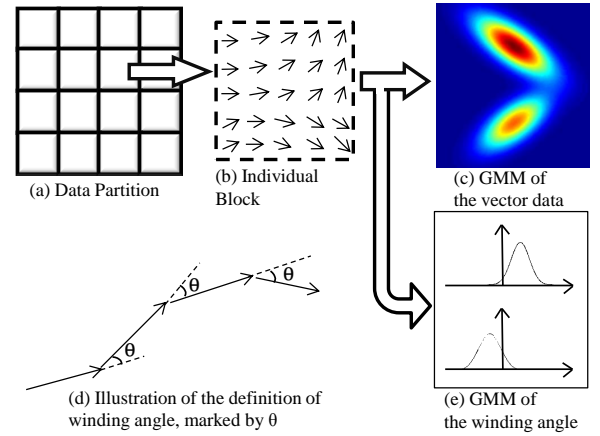 (a) Data Partition
(b) Individual
Block
(c) GMM of
the vector data
θ
θ
θ
(d) Illustration of the definition of
winding angle, marked by θ
(e) GMM of
the winding angle